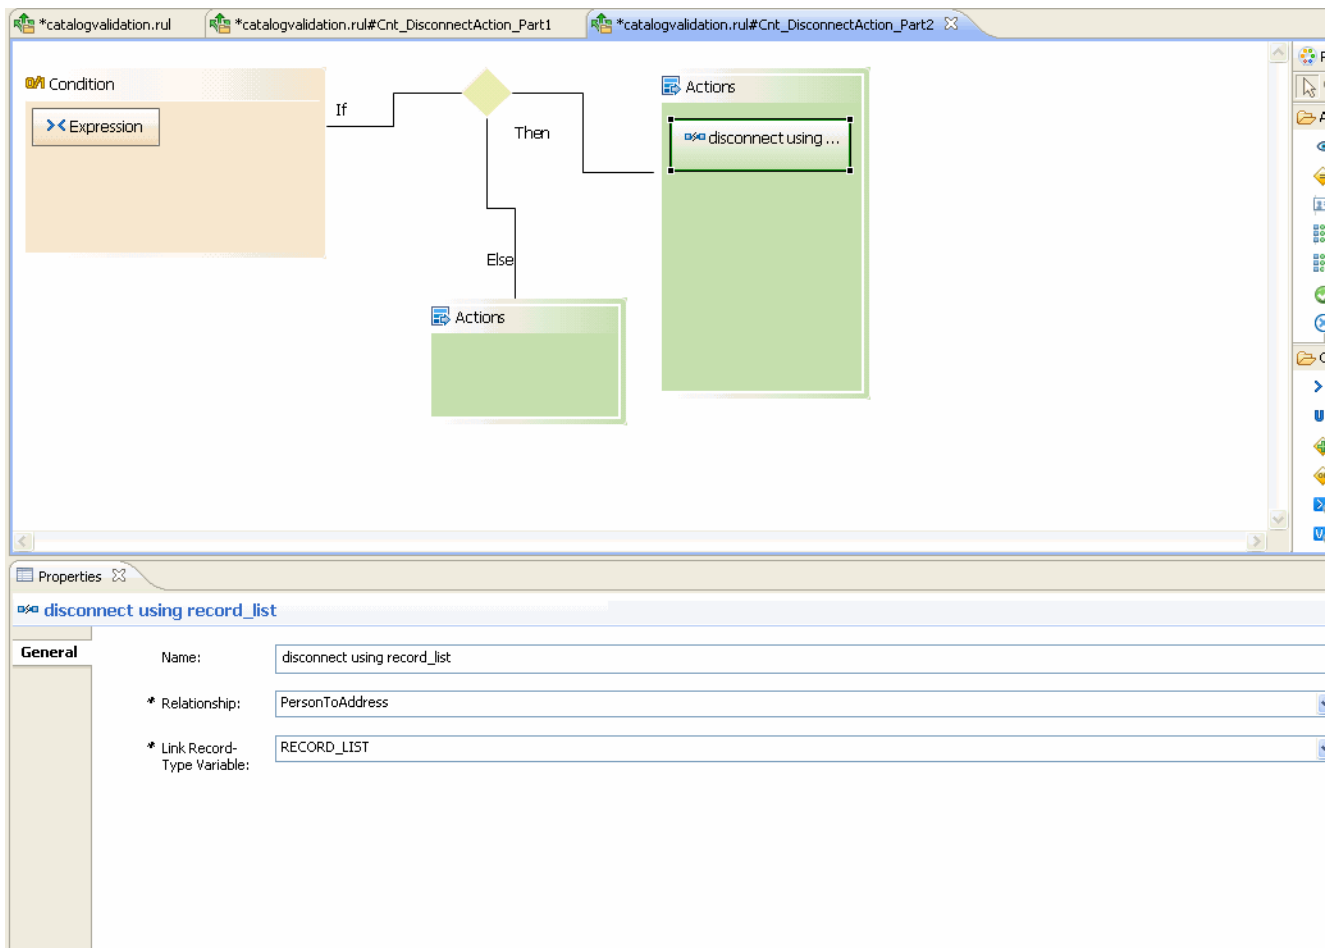 *catalogvalidation.rul
*catalogvalidation.rul#Cnt_DisconnectAction_Part1
*catalogvalidation.rul#Cnt_DisconnectAction_Part2
Condition
Expression
If
Then
Else
Actions
disconnect using ...
Actions
Properties
disconnect using record_list
General
Name:
disconnect using record_list
* Relationship:
PersonToAddress
* Link Record-
Type Variable:
RECORD_LIST